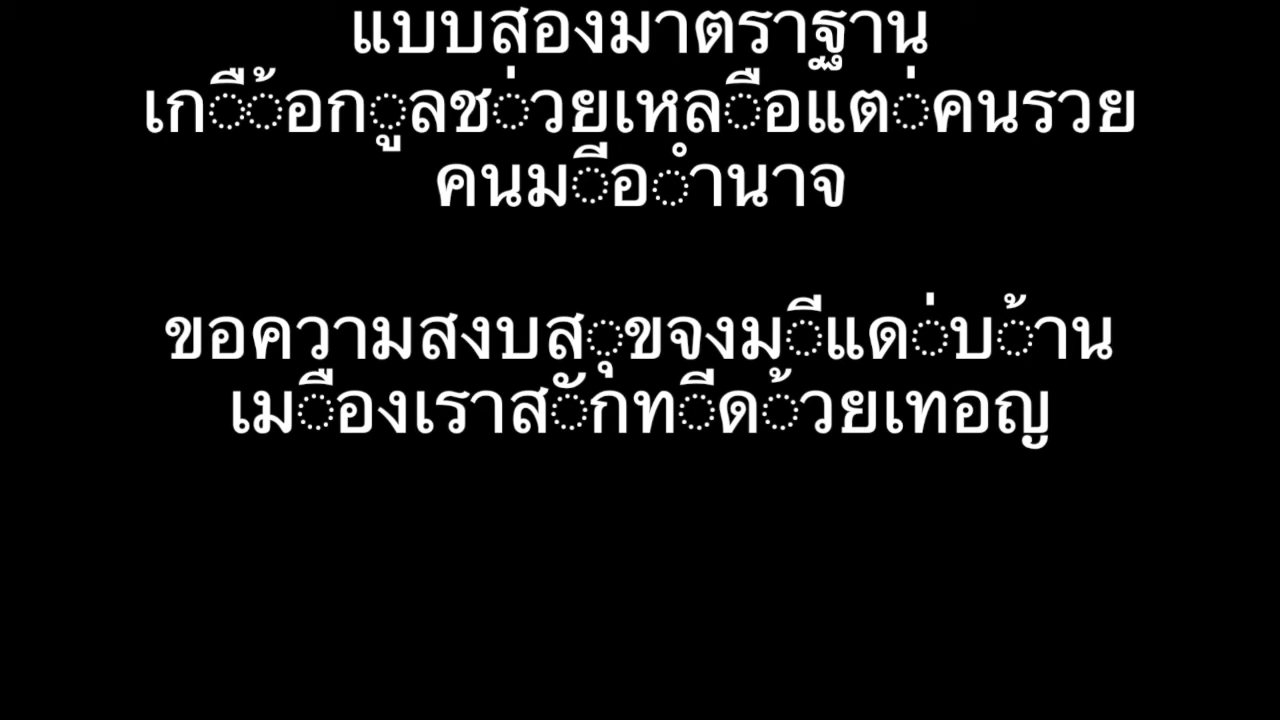 แบบสองมาตราฐาน
เกื้อกูลช่วยเหลือแต่คนรวย
คนมีอำนาจ
ขอความสงบสุขจงมีแด่บ้าน
เมืองเราสักทีด้วยเทอญ